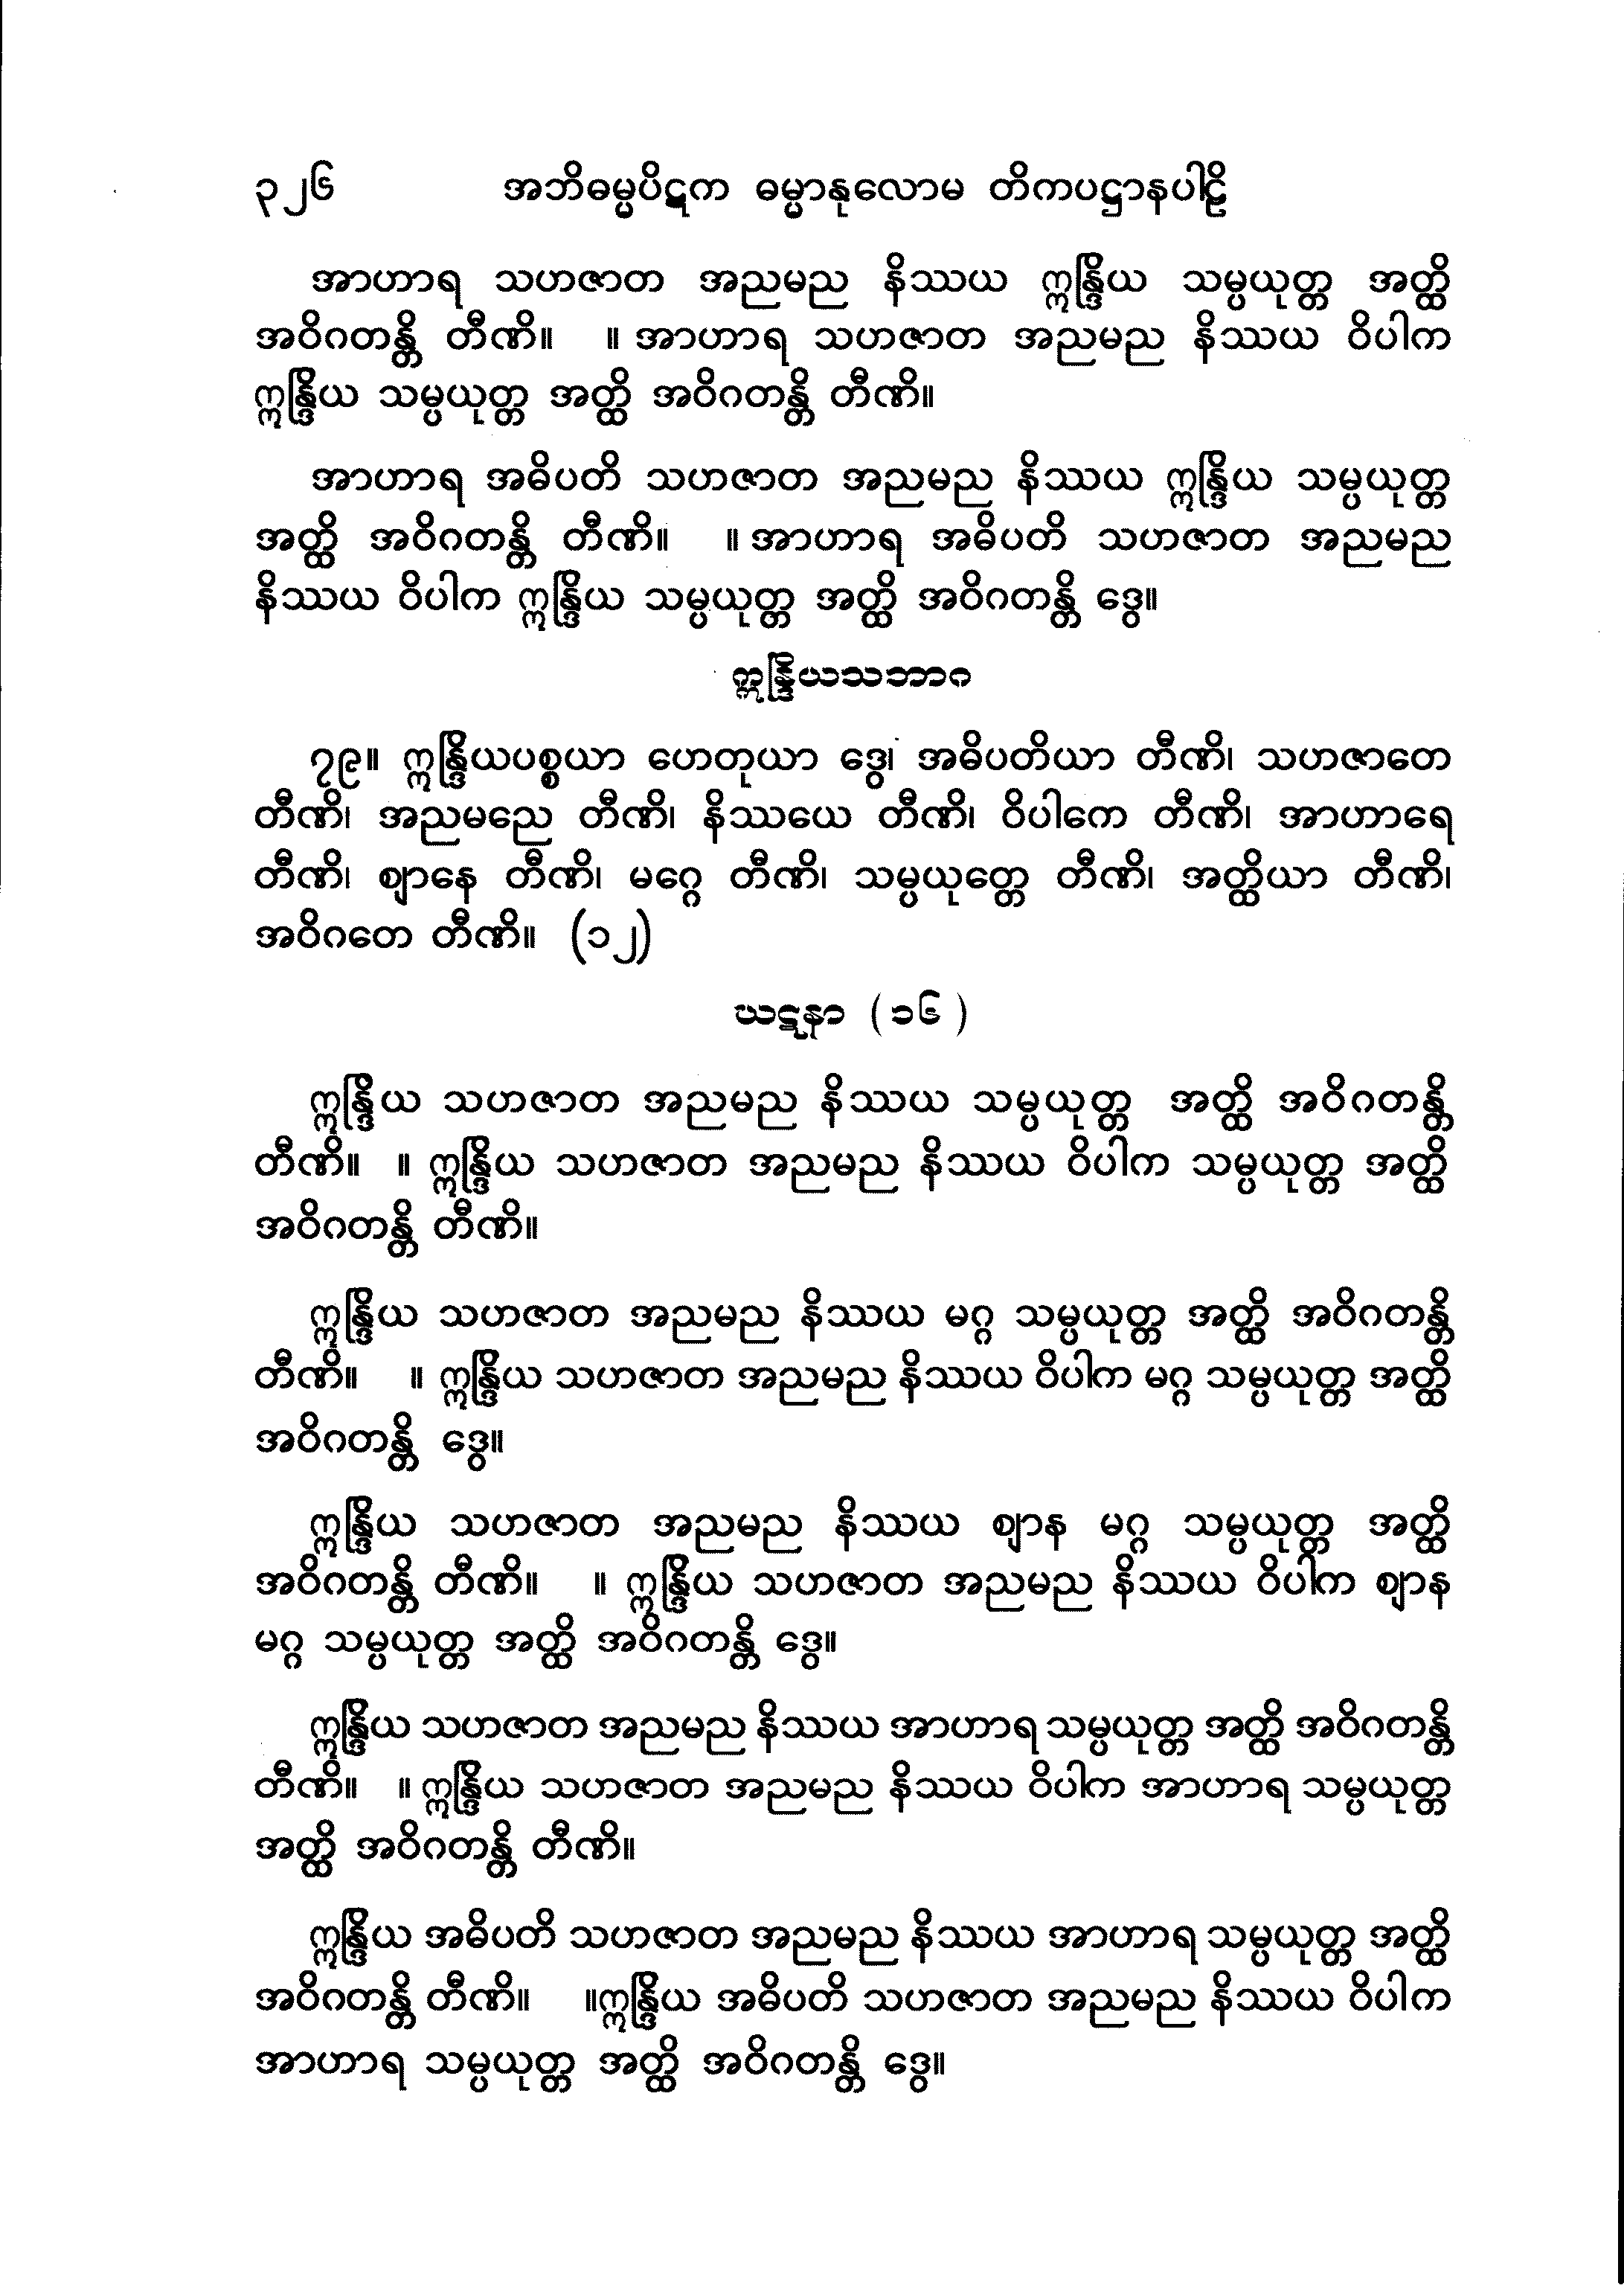 ၃၂၆ အဘိဓမ္မပိဋက ဓမ္မာနုလောမ တိကပဋ္ဌာနပါဠိ
အာဟာရ သဟဇာတ အညမည နိဿယ ဣန္ဒြိယ သမ္ပယုတ္တ အတ္ထိ
အဝိဂတန္တိ တီဏိ။ ။ အာဟာရ သဟဇာတ အညမည နိဿယ ဝိပါက
ဣန္ဒြိယ သမ္ပယုတ္တ အတ္ထိ အဝိဂတန္တိ တီဏိ။
အာဟာရ အဓိပတိ သဟဇာတ အညမည နိဿယ ဣန္ဒြိယ သမ္ပယုတ္တ
အတ္ထိ အဝိဂတန္တိ တီဏိ။ ။ အာဟာရ အဓိပတိ သဟဇာတ အညမည
နိဿယ ဝိပါက ဣန္ဒြိယ သမ္ပယုတ္တ အတ္ထိ အဝိဂတန္တိ ဒွေ။
ဣန္ဒြိယသဘာဂ
၇၉။ ဣန္ဒြိယပစ္စယာ ဟေတုယာ ဒွေ၊ အဓိပတိယာ တီဏိ၊ သဟဇာတေ
တီဏိ၊ အညမညေ တီဏိ၊ နိဿယေ တီဏိ၊ ဝိပါကေ တီဏိ၊ အာဟာရေ
တီဏိ၊ ဈာနေ တီဏိ၊ မဂ္ဂေ တီဏိ၊ သမ္ပယုတ္တေ တီဏိ၊ အတ္ထိယာ တီဏိ၊
အဝိဂတေ တီဏိ။ (၁၂)
ဃဋနာ (၁၆)
ဣန္ဒြိယ သဟဇာတ အညမည နိဿယ သမ္ပယုတ္တ အတ္ထိ အဝိဂတန္တိ
တီဏိ။ ။ ဣန္ဒြိယ သဟဇာတ အညမည နိဿယ ဝိပါက သမ္ပယုတ္တ အတ္ထိ
အဝိဂတန္တိ တီဏိ။
ဣန္ဒြိယ သဟဇာတ အညမည နိဿယ မဂ္ဂ သမ္ပယုတ္တ အတ္ထိ အဝိဂတန္တိ
တီဏိ။ ။ ဣန္ဒြိယ သဟဇာတ အညမည နိဿယ ဝိပါက မဂ္ဂ သမ္ပယုတ္တ အတ္ထိ
အဝိဂတန္တိ ဒွေ။
ဣန္ဒြိယ သဟဇာတ အညမည နိဿယ ဈာန မဂ္ဂ သမ္ပယုတ္တ အတ္ထိ
အဝိဂတန္တိ တီဏိ။ ။ ဣန္ဒြိယ သဟဇာတ အညမည နိဿယ ဝိပါက ဈာန
မဂ္ဂ သမ္ပယုတ္တ အတ္ထိ အဝိဂတန္တိ ဒွေ။
ဣန္ဒြိယ သဟဇာတ အညမည နိဿယ အာဟာရ သမ္ပယုတ္တ အတ္ထိ အဝိဂတန္တိ
တီဏိ။ ။ ဣန္ဒြိယ သဟဇာတ အညမည နိဿယ ဝိပါက အာဟာရ သမ္ပယုတ္တ
အတ္ထိ အဝိဂတန္တိ တီဏိ။
ဣန္ဒြိယ အဓိပတိ သဟဇာတ အညမည နိဿယ အာဟာရ သမ္ပယုတ္တ အတ္ထိ
အဝိဂတန္တိ တီဏိ။ ။ဣန္ဒြိယ အဓိပတိ သဟဇာတ အညမည နိဿယ ဝိပါက
အာဟာရ သမ္ပယုတ္တ အတ္ထိ အဝိဂတန္တိ ဒွေ။